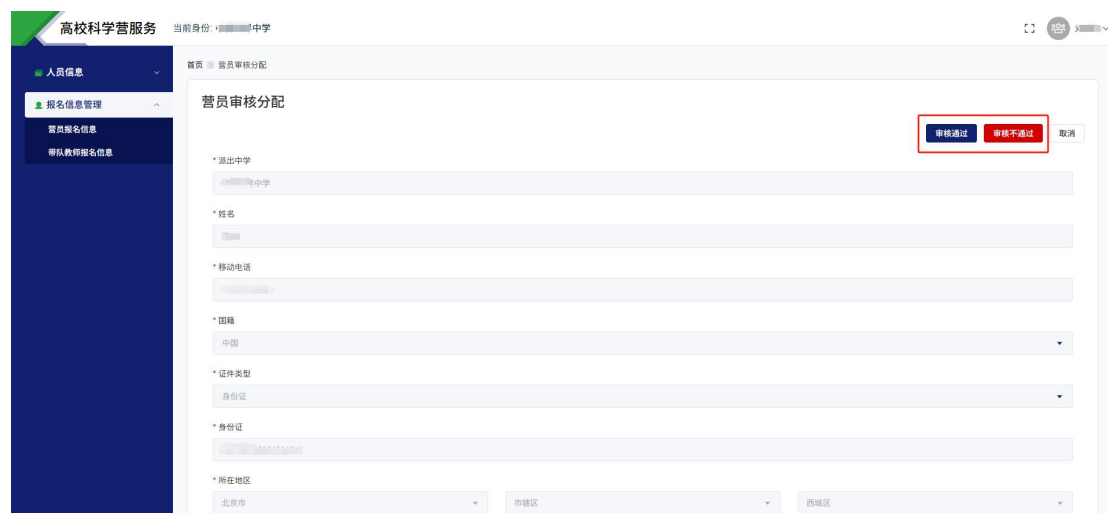 高校科学营服务 当前身份: 中学
首页 营员审核分配
人员信息
报名信息管理
营员报名信息
带队教师报名信息
营员审核分配
审核通过 审核不通过 取消
* 派出中学
中学
* 姓名
* 移动电话
* 国籍
中国
* 证件类型
身份证
* 身份证
* 所在地区
北京市 市辖区 西城区